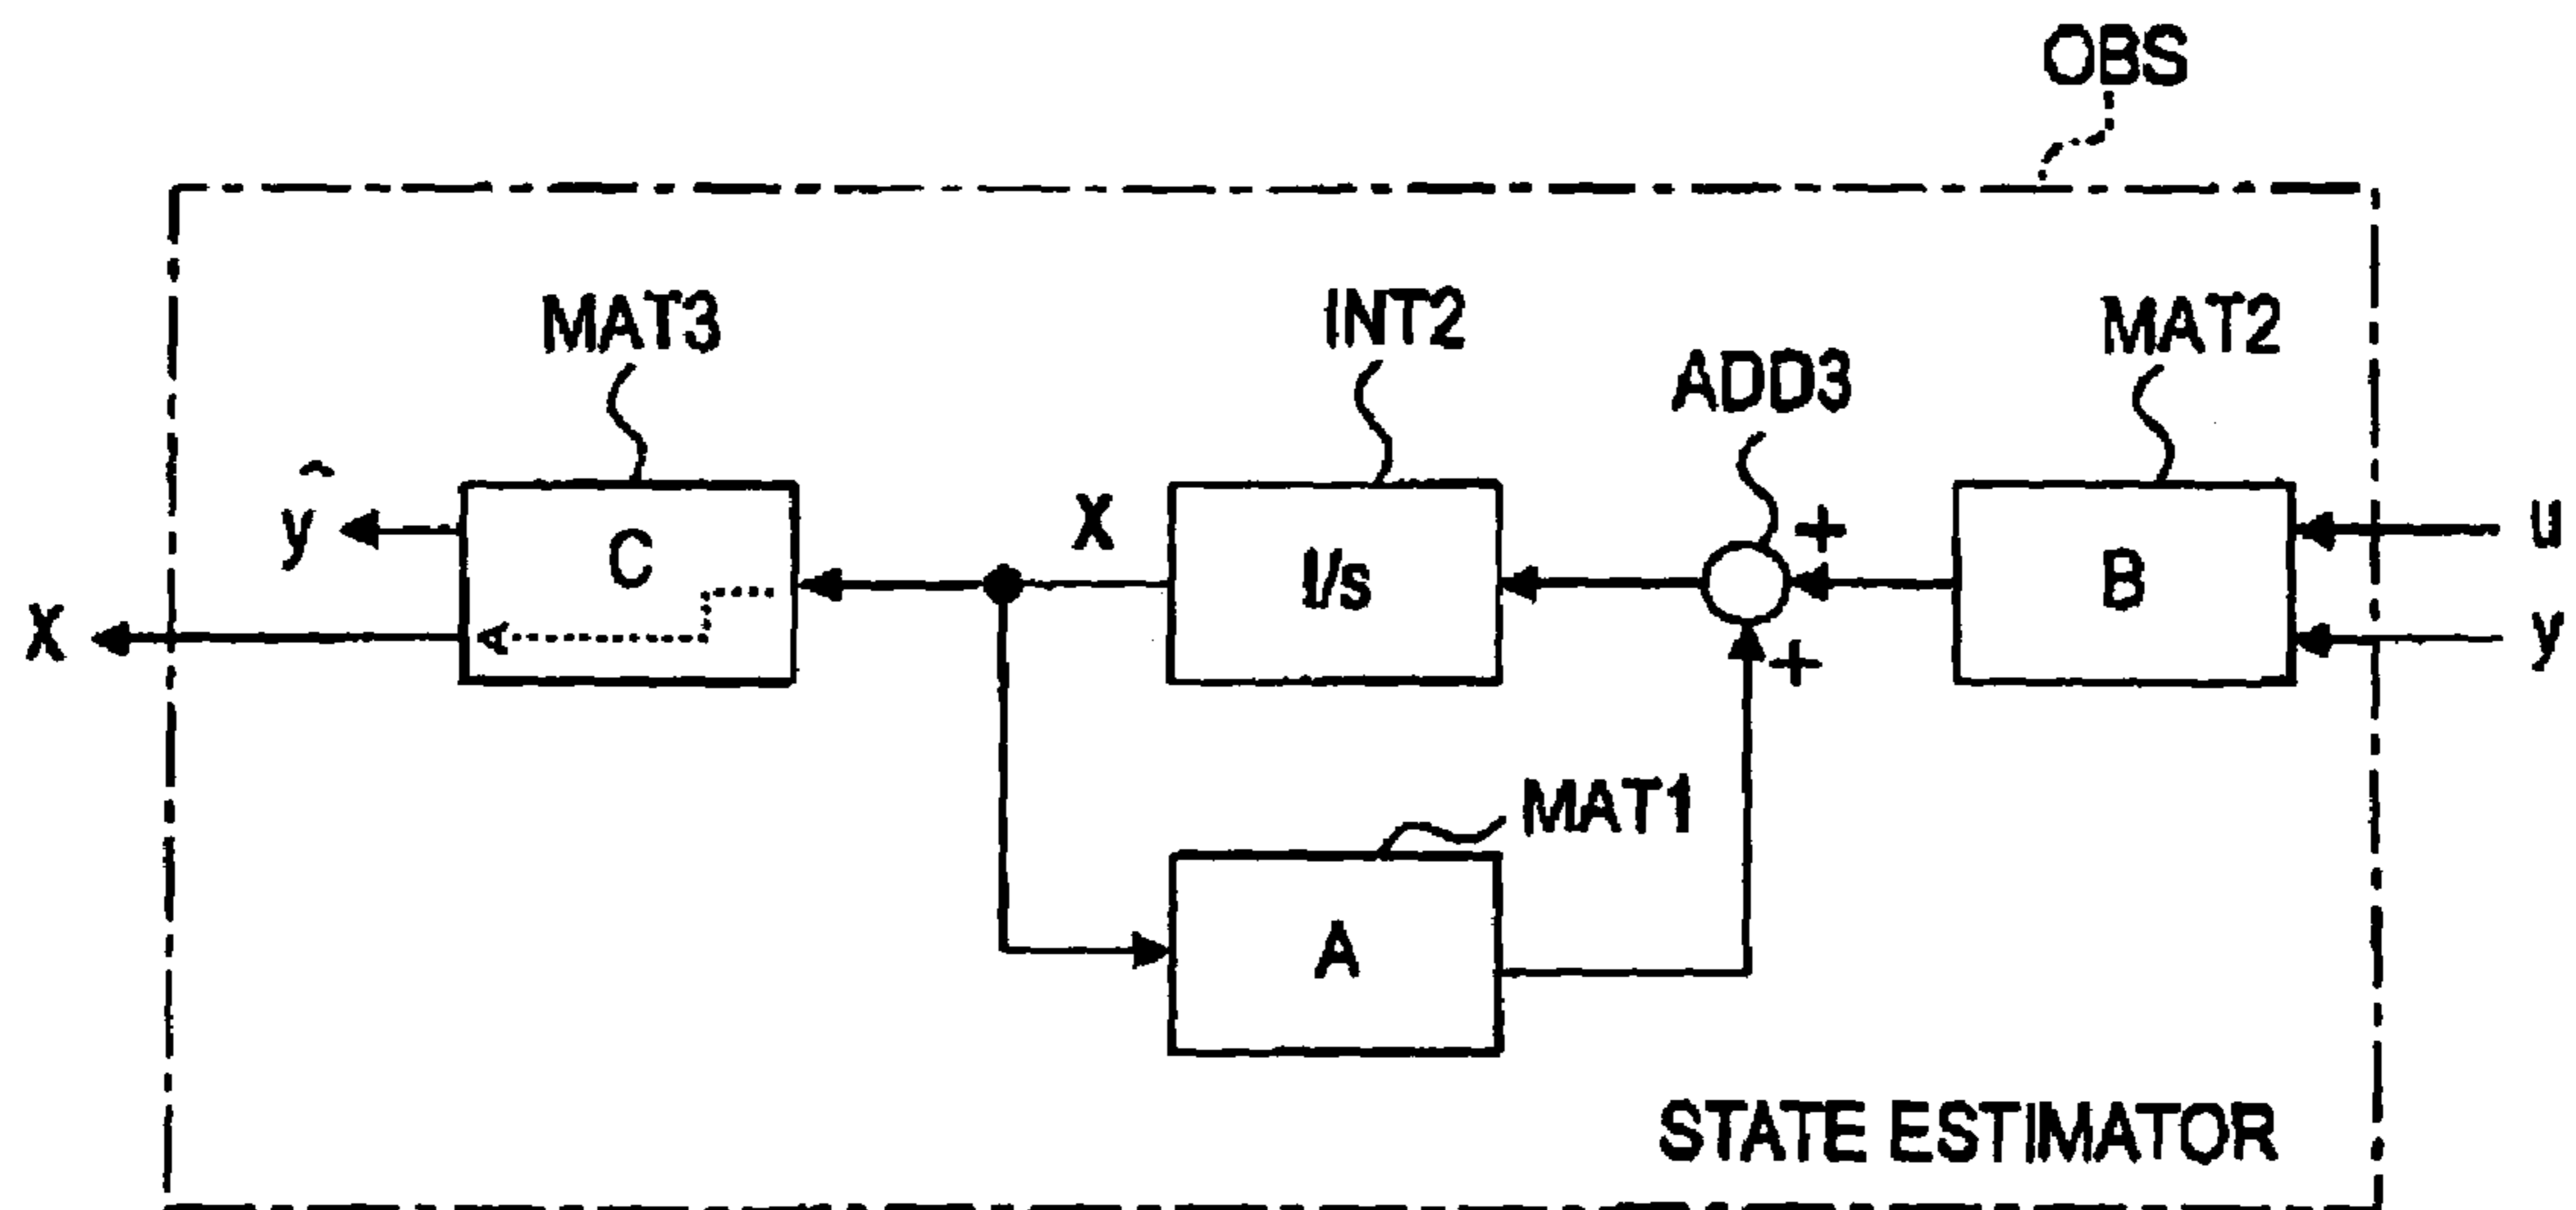 OBS
MAT3
INT2
ADD3
MAT2
ŷ
C
X
I/s
+
B
u
X
+
y
A
MAT1
A
STATE ESTIMATOR